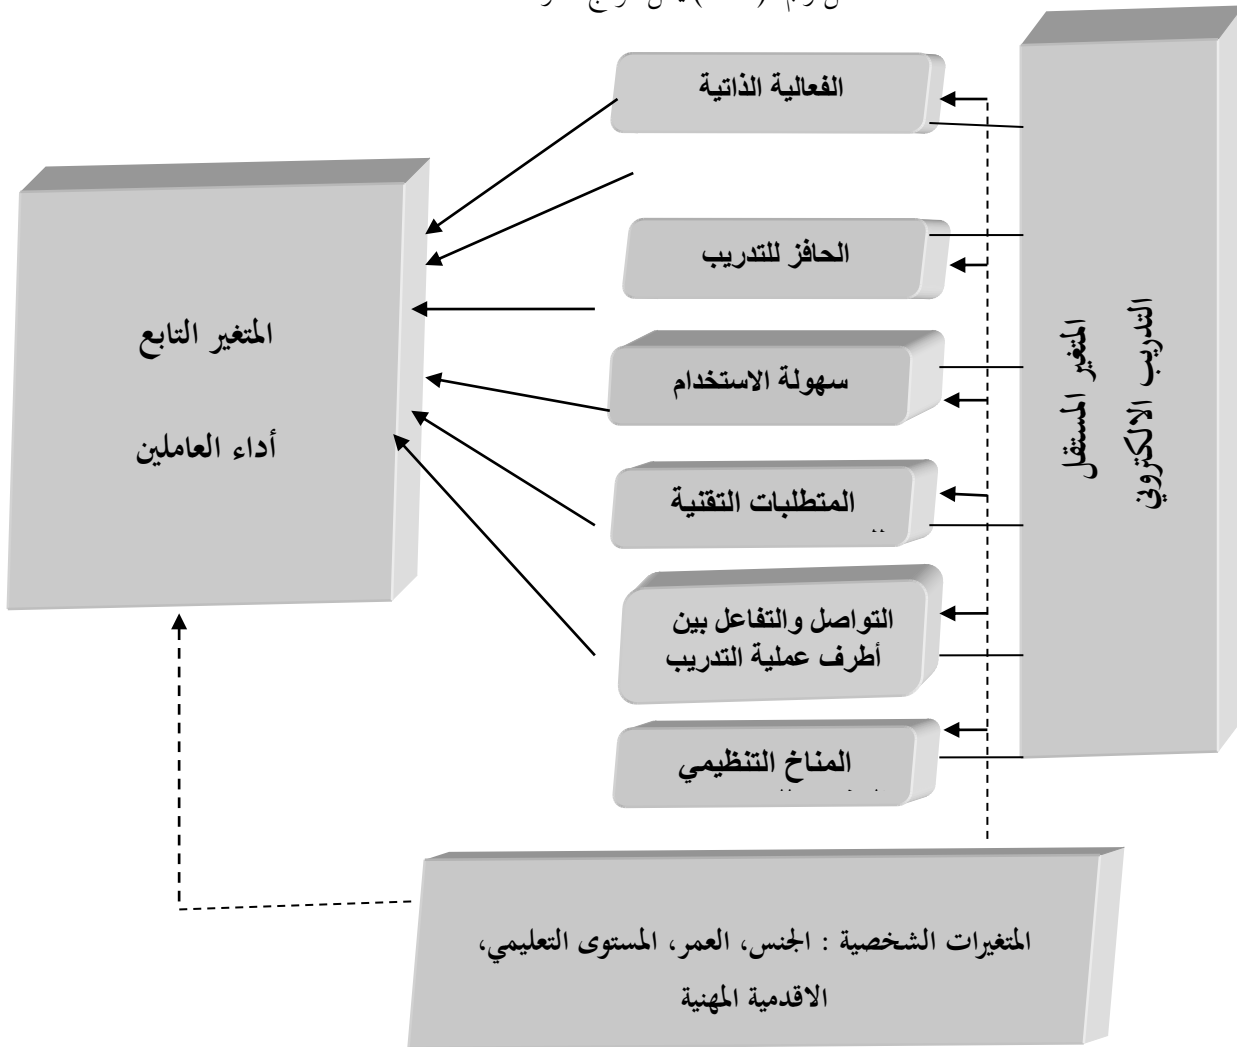 الفعالية الذاتية
الحافز للتدريب
سهولة الاستخدام
المتطلبات التقنية
التواصل والتفاعل بين
أطرف عملية التدريب
المناخ التنظيمي
المتغير المستقل
التدريب الالكتروني
المتغير التابع
أداء العاملين
المتغيرات الشخصية : الجنس، العمر، المستوى التعليمي،
الاقدمية المهنية